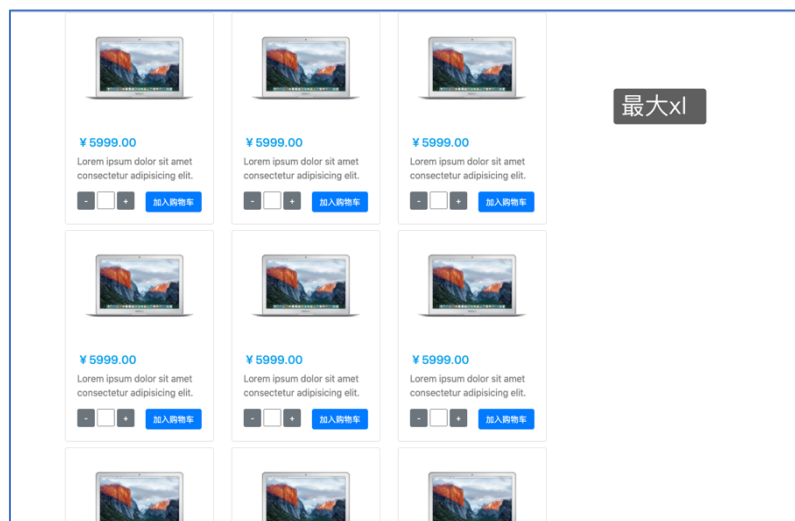 最大xl
¥5999.00
Lorem ipsum dolor sit amet
consectetur adipisicing elit.
- + 加入购物车
¥5999.00
Lorem ipsum dolor sit amet
consectetur adipisicing elit.
- + 加入购物车
¥5999.00
Lorem ipsum dolor sit amet
consectetur adipisicing elit.
- + 加入购物车
¥5999.00
Lorem ipsum dolor sit amet
consectetur adipisicing elit.
- + 加入购物车
¥5999.00
Lorem ipsum dolor sit amet
consectetur adipisicing elit.
- + 加入购物车
¥5999.00
Lorem ipsum dolor sit amet
consectetur adipisicing elit.
- + 加入购物车